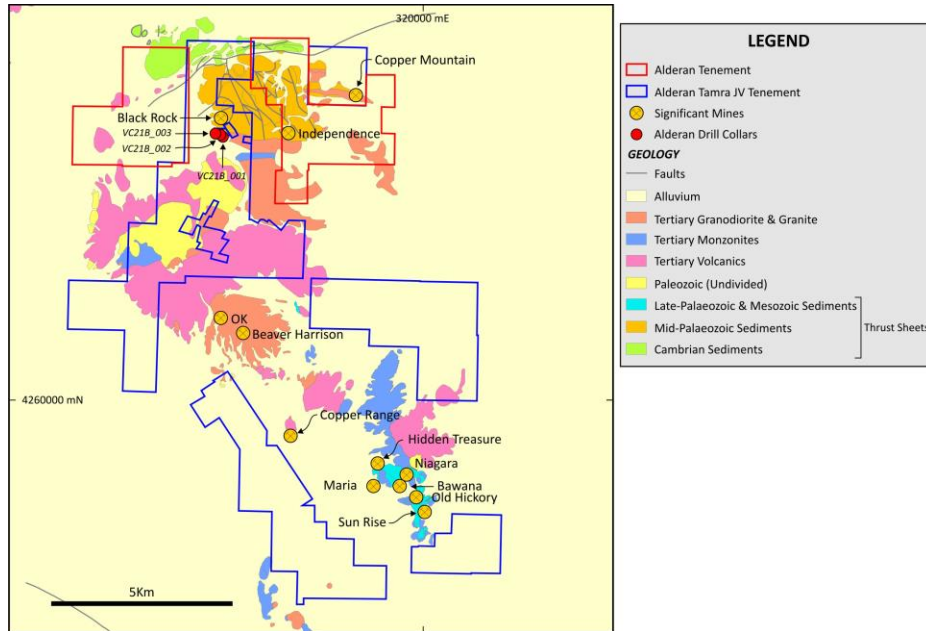 320000 mE
Copper Mountain
Black Rock
Independence
VC21B_003
VC21B_002
VC21B_001
OK
Beaver Harrison
4260000 mN
Copper Range
Hidden Treasure
Niagara
Maria
Bawana
Old Hickory
Sun Rise
5Km
LEGEND
Alderan Tenement
Alderan Tamra JV Tenement
Significant Mines
Alderan Drill Collars
GEOLOGY
Faults
Alluvium
Tertiary Granodiorite & Granite
Tertiary Monzonites
Tertiary Volcanics
Paleozoic (Undivided)
Late-Palaeozoic & Mesozoic Sediments
Mid-Palaeozoic Sediments
Thrust Sheets
Cambrian Sediments